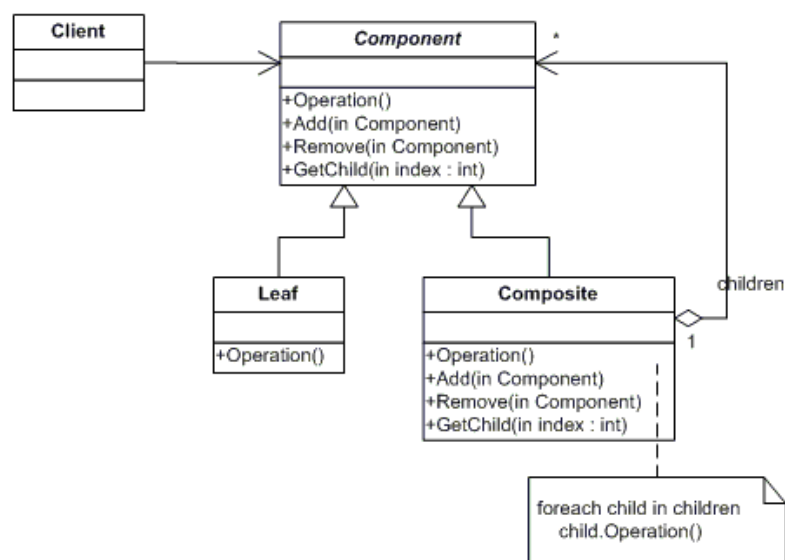 Client
Component
*
+Operation()
+Add(in Component)
+Remove(in Component)
+GetChild(in index : int)
children
Leaf
+Operation()
Composite
1
+Operation()
+Add(in Component)
+Remove(in Component)
+GetChild(in index : int)
foreach child in children
child.Operation()